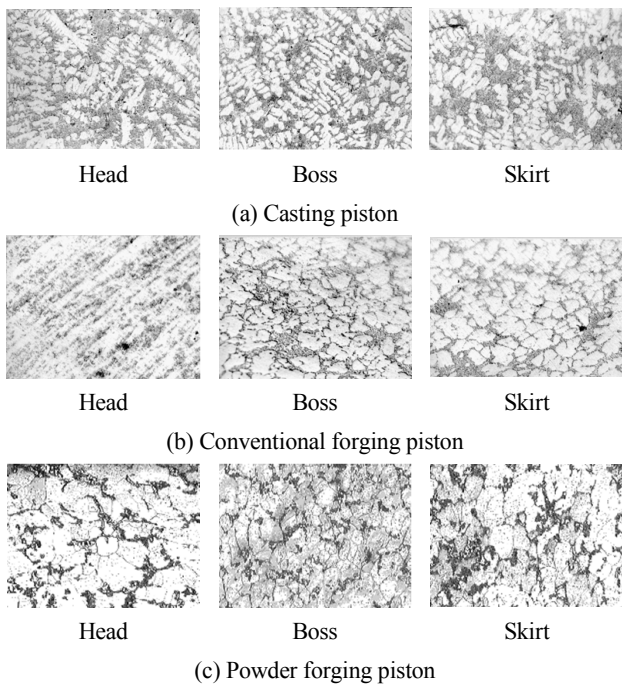 Head Boss Skirt
(a) Casting piston
Head Boss Skirt
(b) Conventional forging piston
Head Boss Skirt
(c) Powder forging piston